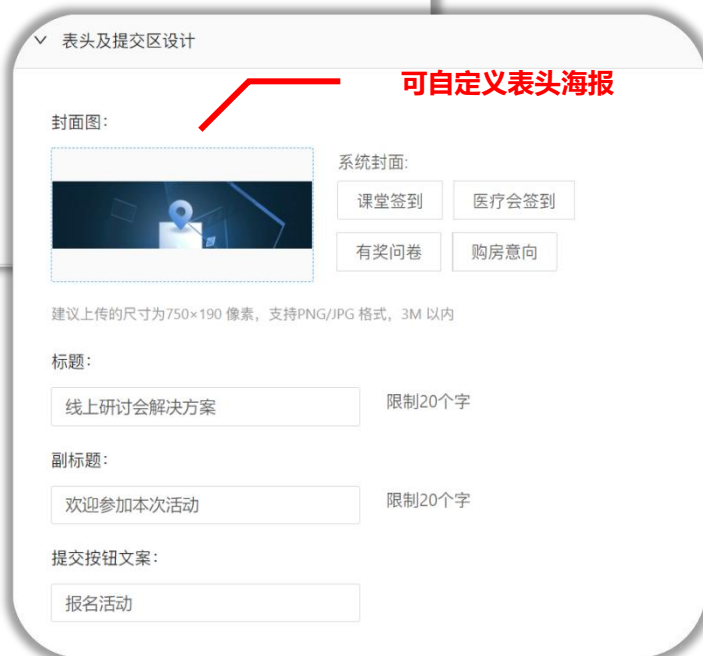 表头及提交区设计
可自定义表头海报
封面图:
系统封面:
课堂签到 医疗会签到
有奖问卷 购房意向
建议上传的尺寸为750×190 像素，支持PNG/JPG 格式，3M 以内
标题:
线上研讨会解决方案 限制20个字
副标题:
欢迎参加本次活动 限制20个字
提交按钮文案:
报名活动